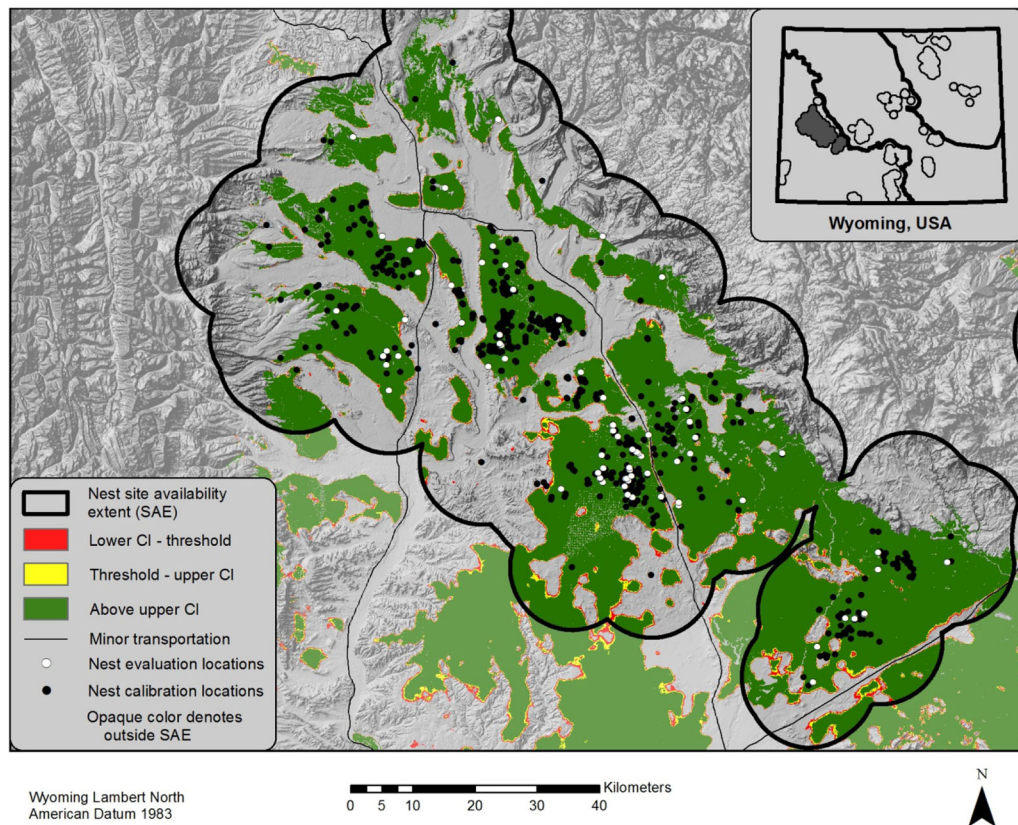 Wyoming, USA
Nest site availability
extent (SAE)
Lower CI - threshold
Threshold - upper CI
Above upper CI
Minor transportation
Nest evaluation locations
Nest calibration locations
Opaque color denotes
outside SAE
Wyoming Lambert North
American Datum 1983
Kilometers
0 5 10 20 30 40
N